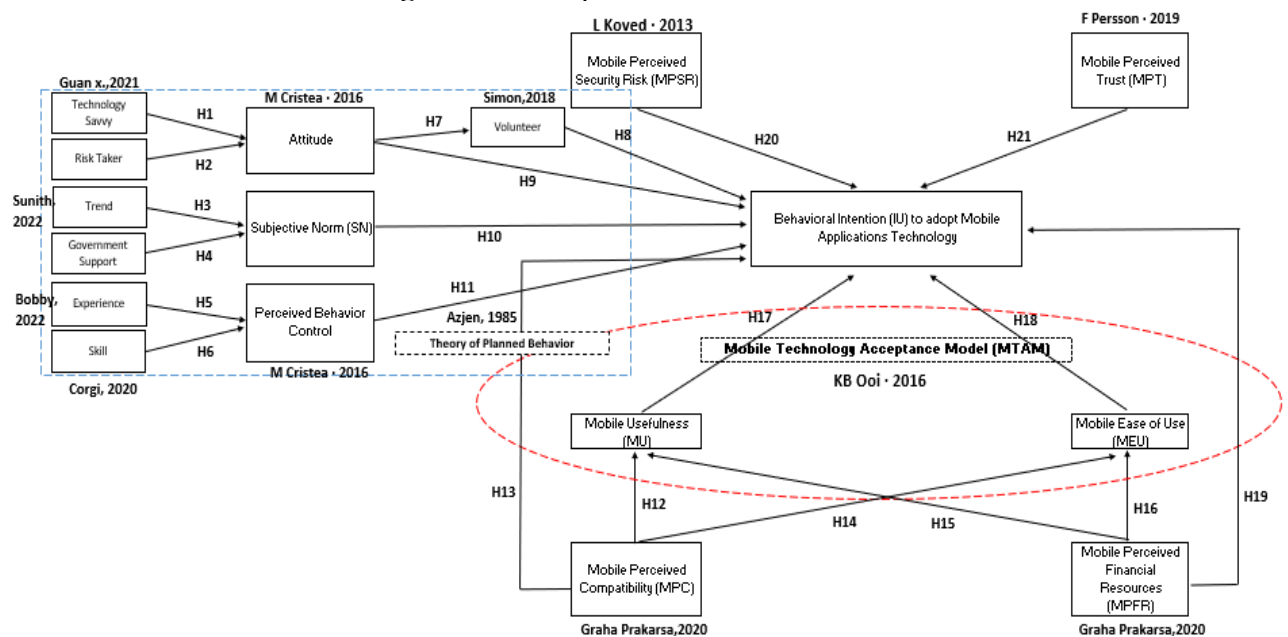 L Koved · 2013
F Persson · 2019
Mobile Perceived
Security Risk (MPSR)
Mobile Perceived
Trust (MPT)
Guan x.,2021
M Cristea · 2016
Simon,2018
Technology
Savvy
H1
Attitude
H7
Volunteer
H8
H20
H21
Risk Taker
H2
H9
Sunith,
2022
Trend
H3
Subjective Norm (SN)
H10
Behavioral Intention (IU) to adopt Mobile
Applications Technology
Government
Support
H4
Bobby,
2022
Experience
H5
Perceived Behavior
Control
H11
Azjen, 1985
H17
H18
Skill
H6
Theory of Planned Behavior
Mobile Technology Acceptance Model (MTAM)
M Cristea · 2016
KB Ooi · 2016
Corgi, 2020
Mobile Usefulness
(MU)
Mobile Ease of Use
(MEU)
H13
H12
H14
H15
H16
H19
Mobile Perceived
Compatibility (MPC)
Mobile Perceived
Financial
Resources
(MPFR)
Graha Prakarsa,2020
Graha Prakarsa,2020